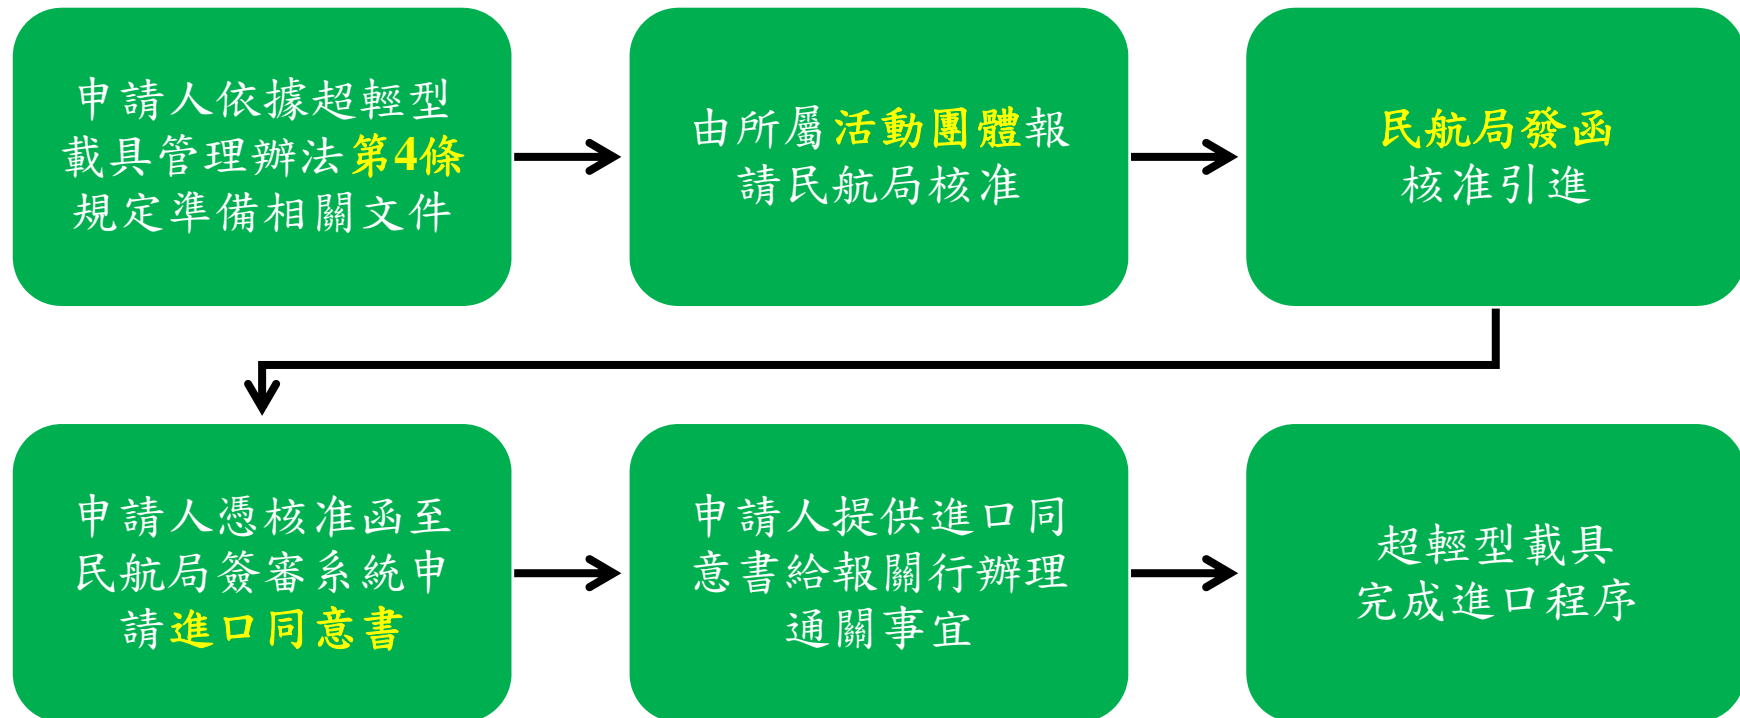 申請人依據超輕型
載具管理辦法第4條
規定準備相關文件
由所屬活動團體報
請民航局核准
民航局發函
核准引進
申請人憑核准函至
民航局簽審系統申
請進口同意書
申請人提供進口同
意書給報關行辦理
通關事宜
超輕型載具
完成進口程序